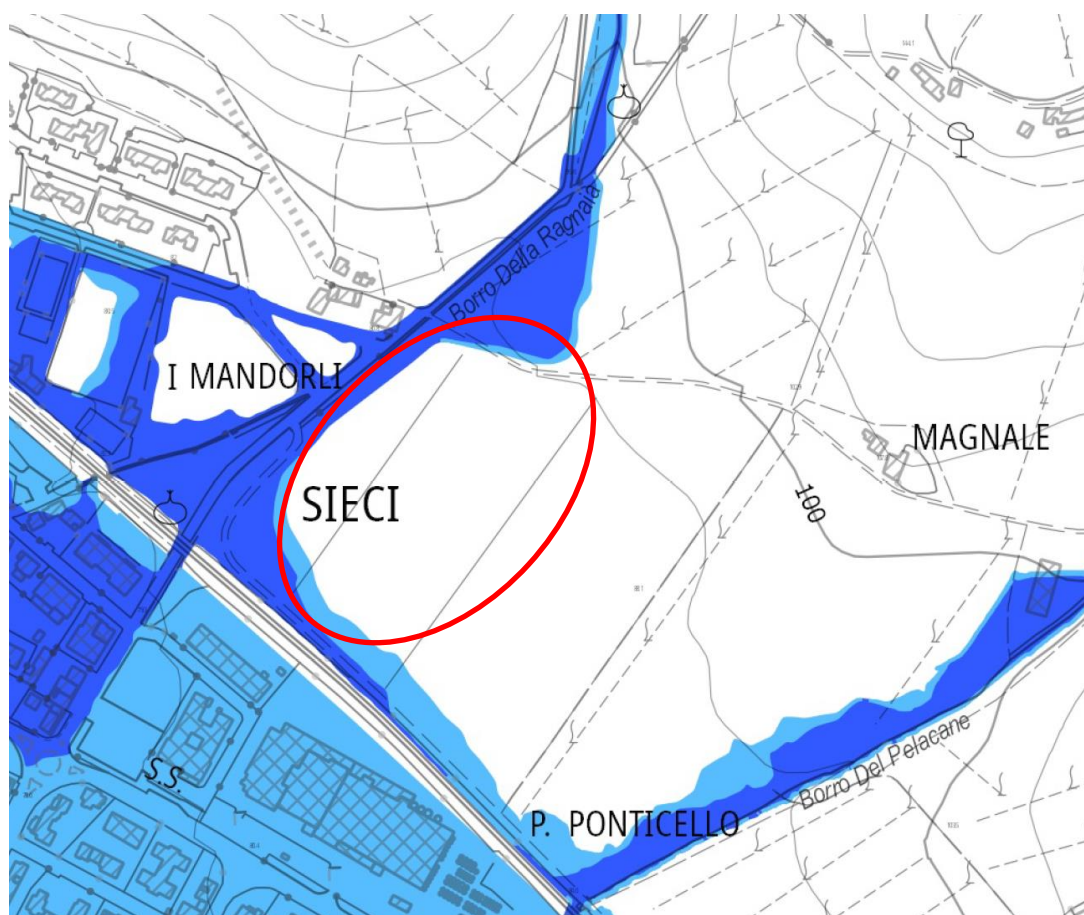 Borro Della Ragnaia
I MANDORLI
MAGNALE
SIECI
100
Borro Del Pelacane
S.S.
P. PONTICELLO